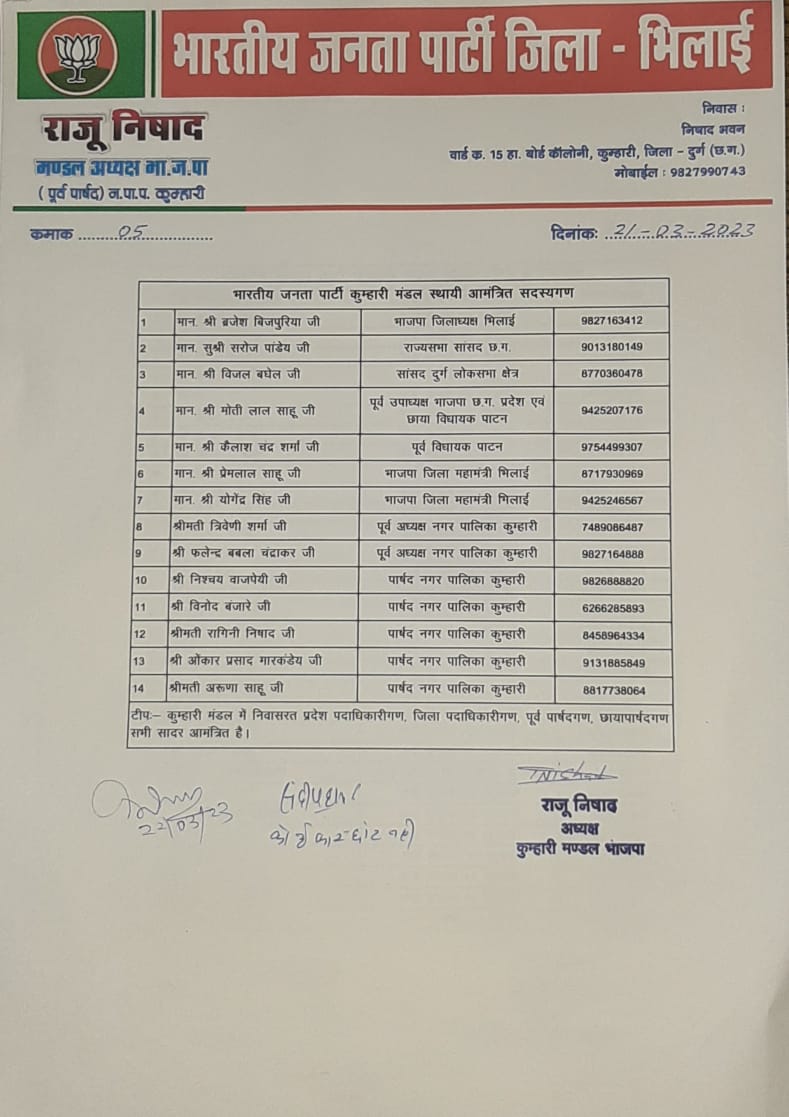 भारतीय जनता पार्टी जिला - भिलाई
राजू निषाद
मण्डल अध्यक्ष भा.ज.पा
( पूर्व पार्षद) न.पा.प. कुम्हारी
निवास :
निषाद भवन
वार्ड क. 15 हा. बोर्ड कॉलोनी, कुम्हारी, जिला - दुर्ग (छ.ग.)
मोबाईल : 9827990743
कमाक ......05......
दिनांकः ...21-03-2023
भारतीय जनता पार्टी कुम्हारी मंडल स्थायी आमंत्रित सदस्यगण
1 मान. श्री ब्रजेश बिजपुरिया जी भाजपा जिलाध्यक्ष भिलाई 9827163412
2 मान. सुश्री सरोज पांडेय जी राज्यसभा सांसद छ.ग. 9013180149
3 मान. श्री विजल बघेल जी सांसद दुर्ग लोकसभा क्षेत्र 8770360478
4 मान. श्री मोती लाल साहू जी पूर्व उपाध्यक्ष भाजपा छ.ग. प्रदेश एवं
छाया विधायक पाटन 9425207176
5 मान. श्री कैलाश चंद्र शर्मा जी पूर्व विधायक पाटन 9754499307
6 मान. श्री प्रेमलाल साहू जी भाजपा जिला महामंत्री भिलाई 8717930969
7 मान. श्री योगेंद्र सिंह जी भाजपा जिला महामंत्री भिलाई 9425246567
8 श्रीमती त्रिवेणी शर्मा जी पूर्व अध्यक्ष नगर पालिका कुम्हारी 7489086487
9 श्री फलेन्द्र बबला चंद्राकर जी पूर्व अध्यक्ष नगर पालिका कुम्हारी 9827164888
10 श्री निश्चय वाजपेयी जी पार्षद नगर पालिका कुम्हारी 9826888820
11 श्री विनोद बंजारे जी पार्षद नगर पालिका कुम्हारी 6266285893
12 श्रीमती रागिनी निषाद जी पार्षद नगर पालिका कुम्हारी 8458964334
13 श्री ओंकार प्रसाद मारकंडेय जी पार्षद नगर पालिका कुम्हारी 9131885849
14 श्रीमती अरूणा साहू जी पार्षद नगर पालिका कुम्हारी 8817738064
टीपः- कुम्हारी मंडल में निवासरत प्रदेश पदाधिकारीगण, जिला पदाधिकारीगण, पूर्व पार्षदगण, छायापार्षदगण
सभी सादर आमंत्रित है।
22/03/23
राजू निषाद
अध्यक्ष
कुम्हारी मण्डल भाजपा